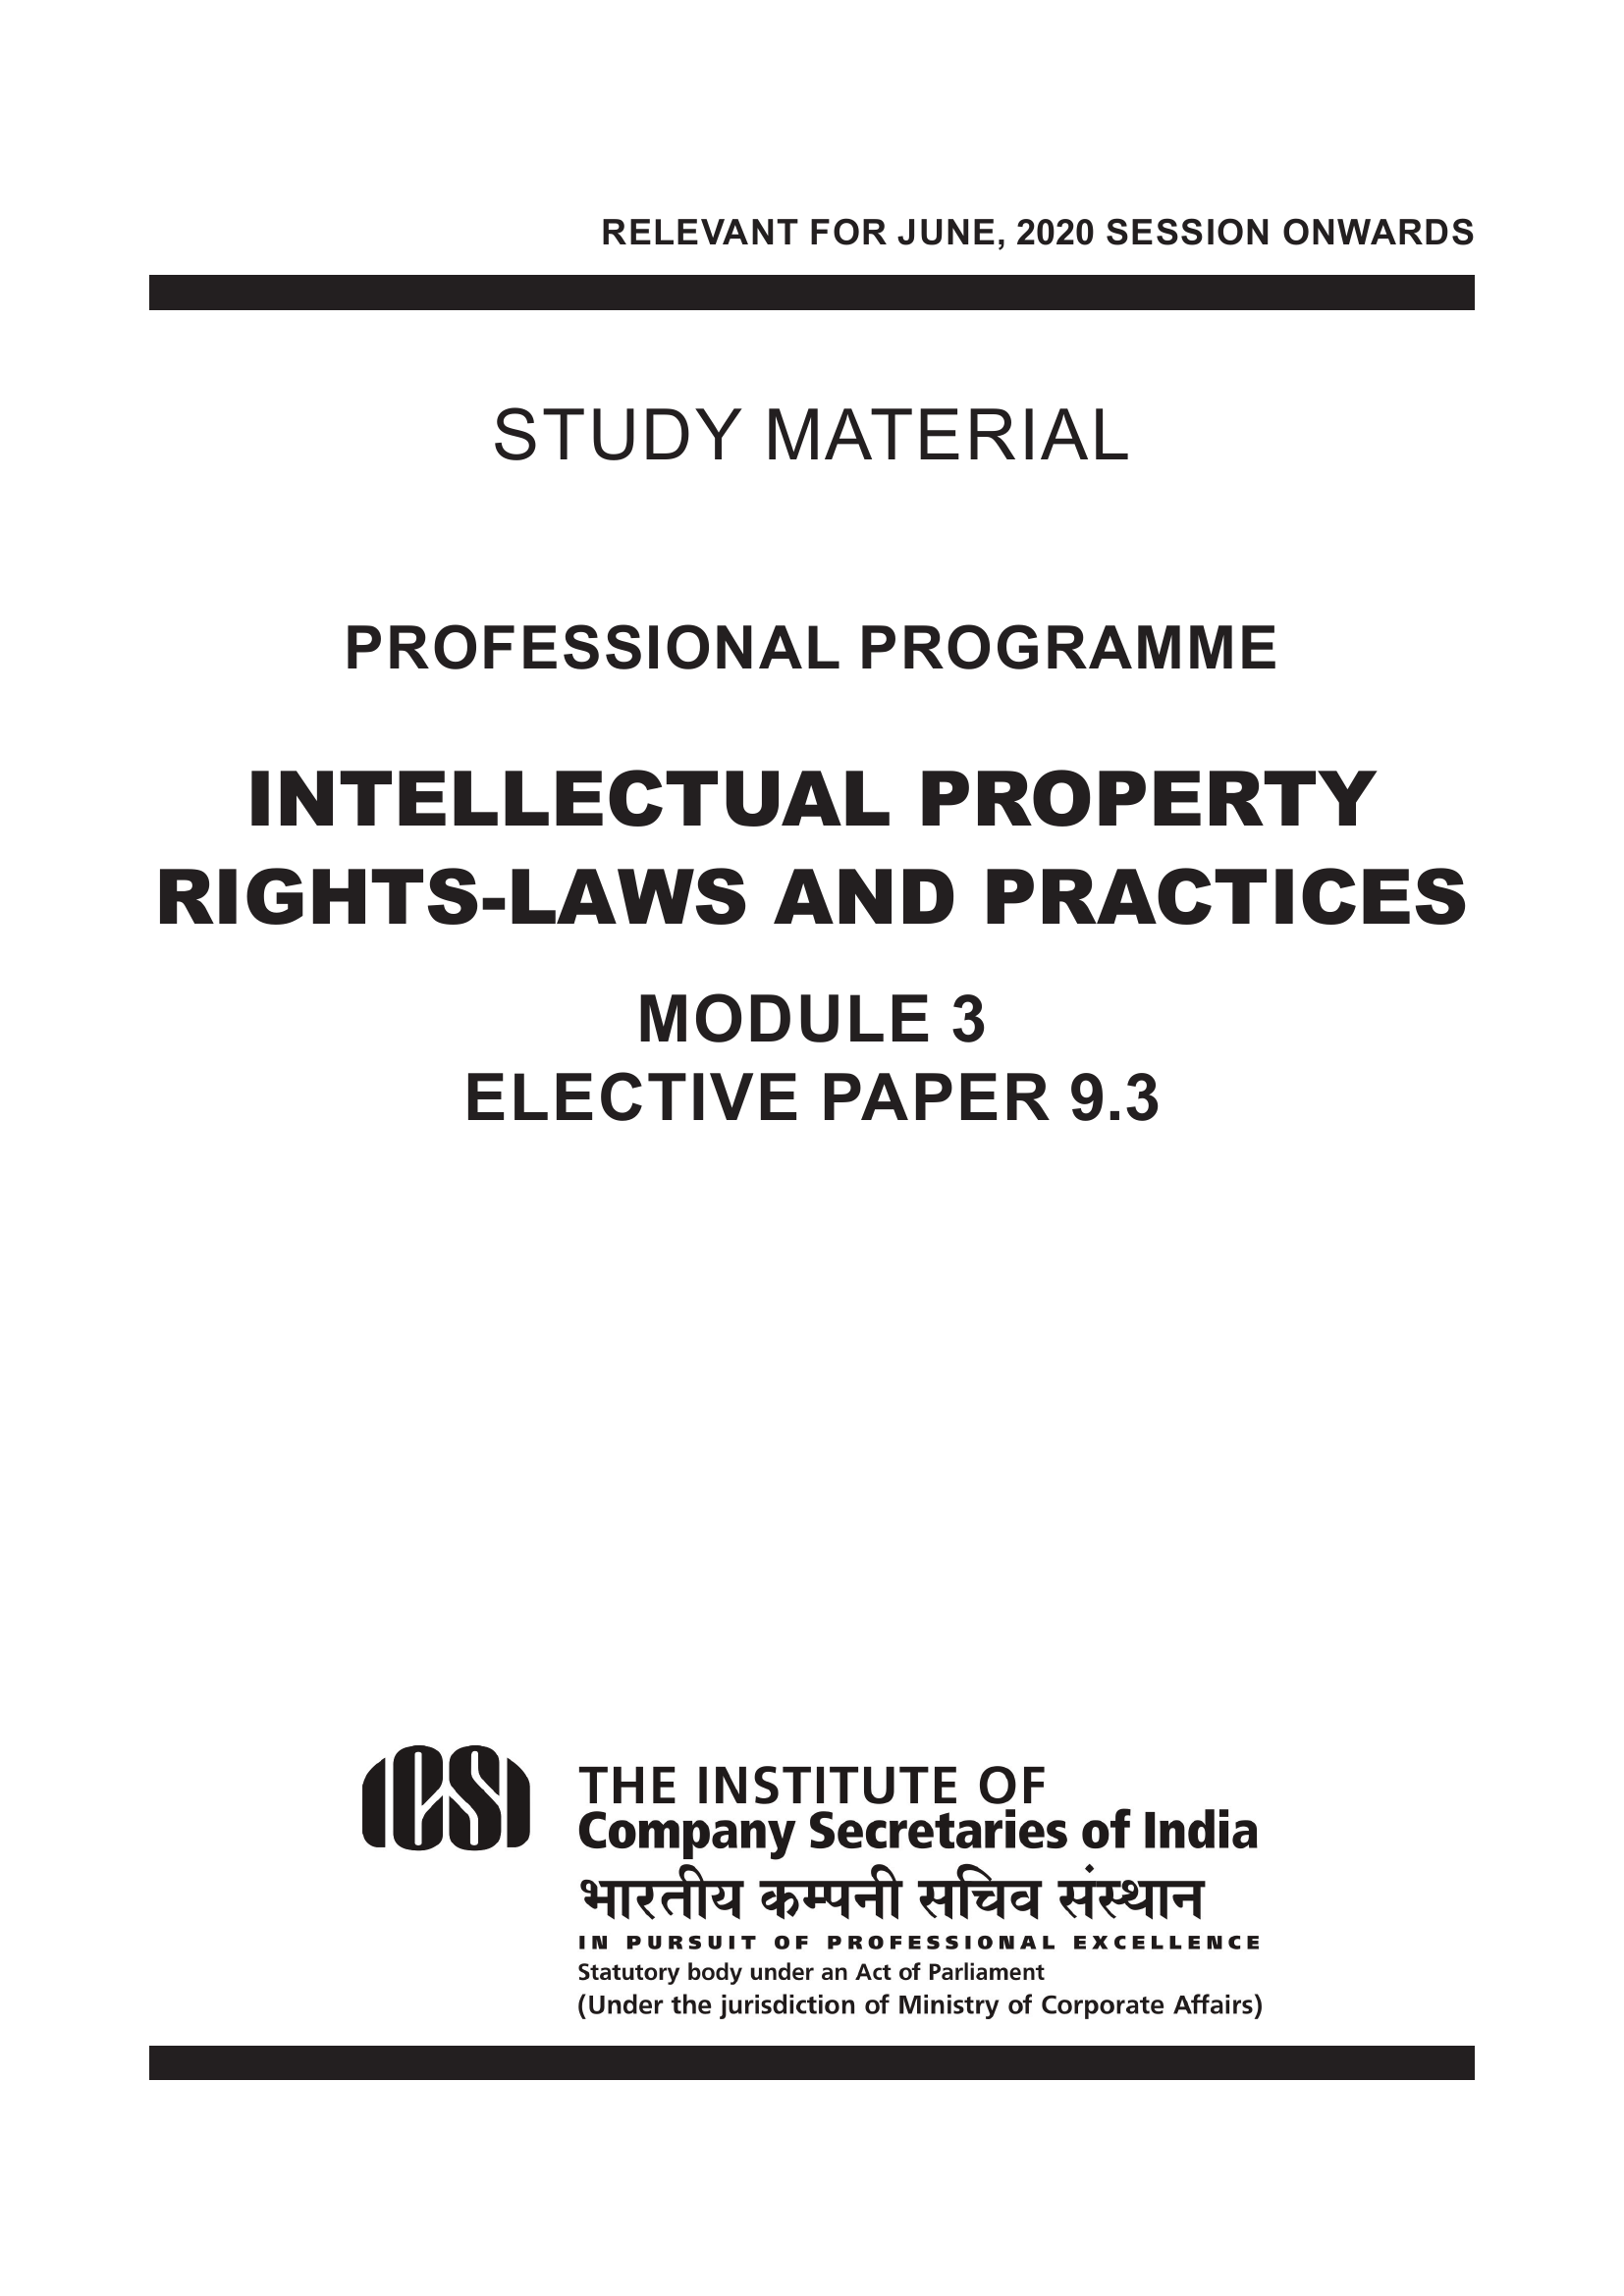 RELEVANT FOR JUNE, 2020 SESSION ONWARDS
STUDY MATERIAL
PROFESSIONAL PROGRAMME
INTELLECTUAL PROPERTY
RIGHTS-LAWS AND PRACTICES
MODULE 3
ELECTIVE PAPER 9.3
ICSI
THE INSTITUTE OF
Company Secretaries of India
भारतीय कम्पनी सचिव संस्थान
IN PURSUIT OF PROFESSIONAL EXCELLENCE
Statutory body under an Act of Parliament
(Under the jurisdiction of Ministry of Corporate Affairs)